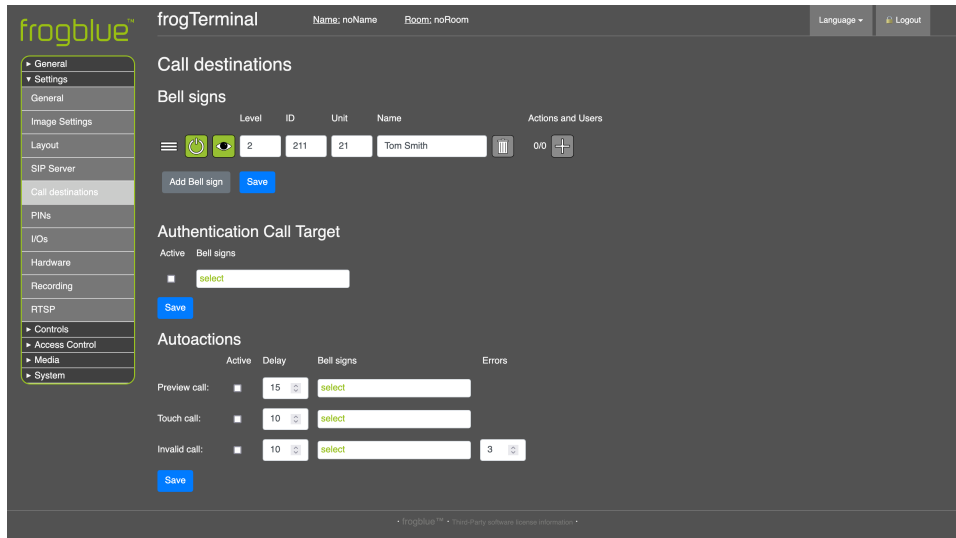 frogblue™
frogTerminal Name: noName Room: noRoom Language Logout
General
Settings
General
Image Settings
Layout
SIP Server
Call destinations
PINs
I/Os
Hardware
Recording
RTSP
Controls
Access Control
Media
System
Call destinations
Bell signs
Level ID Unit Name Actions and Users
2 211 21 Tom Smith 0/0
Add Bell sign Save
Authentication Call Target
Active Bell signs
select
Save
Autoactions
Active Delay Bell signs Errors
Preview call: 15 select
Touch call: 10 select
Invalid call: 10 select 3
Save
• frogblue™ • Third-Party software license information •